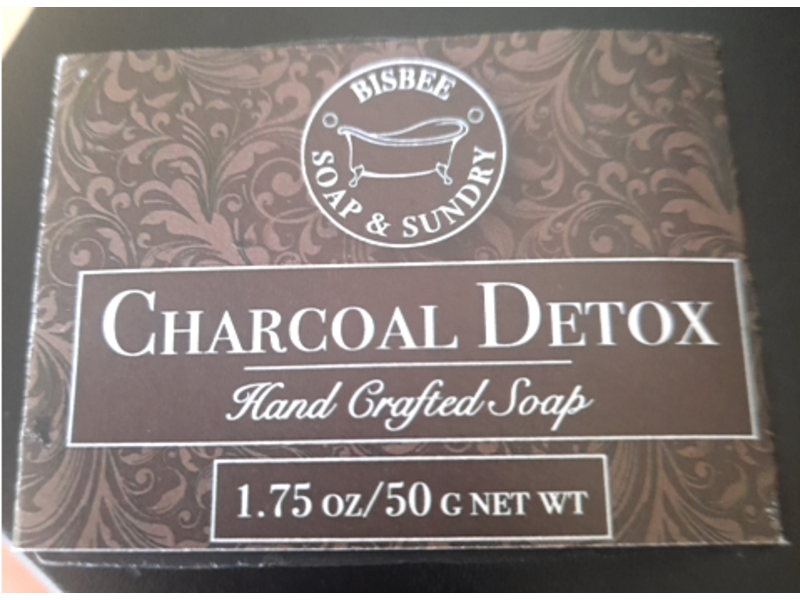 BISBEE
SOAP & SUNDRY
CHARCOAL DETOX
Hand Crafted Soap
1.75 OZ/50 G NET WT